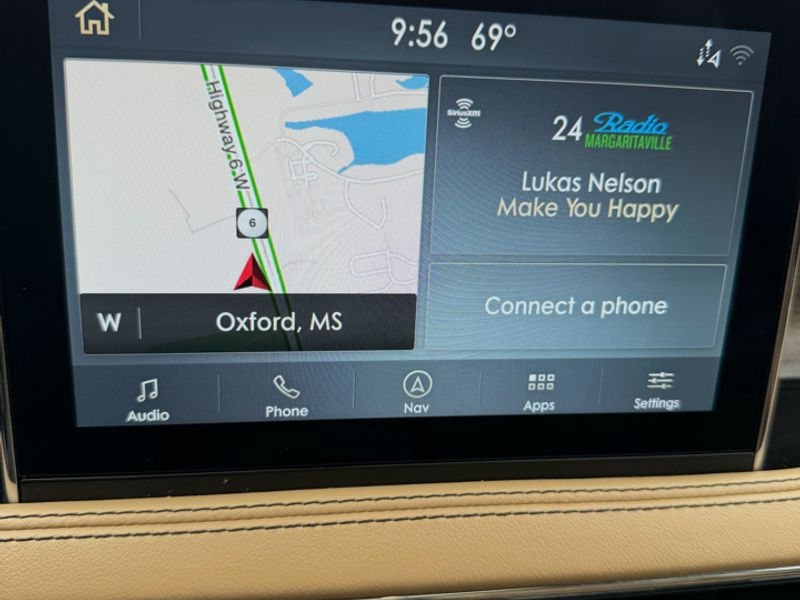 9:56 69°
Highway 6 W
6
W Oxford, MS
SiriusXM
24 Radio
MARGARITAVILLE
Lukas Nelson
Make You Happy
Connect a phone
Audio Phone Nav Apps Settings